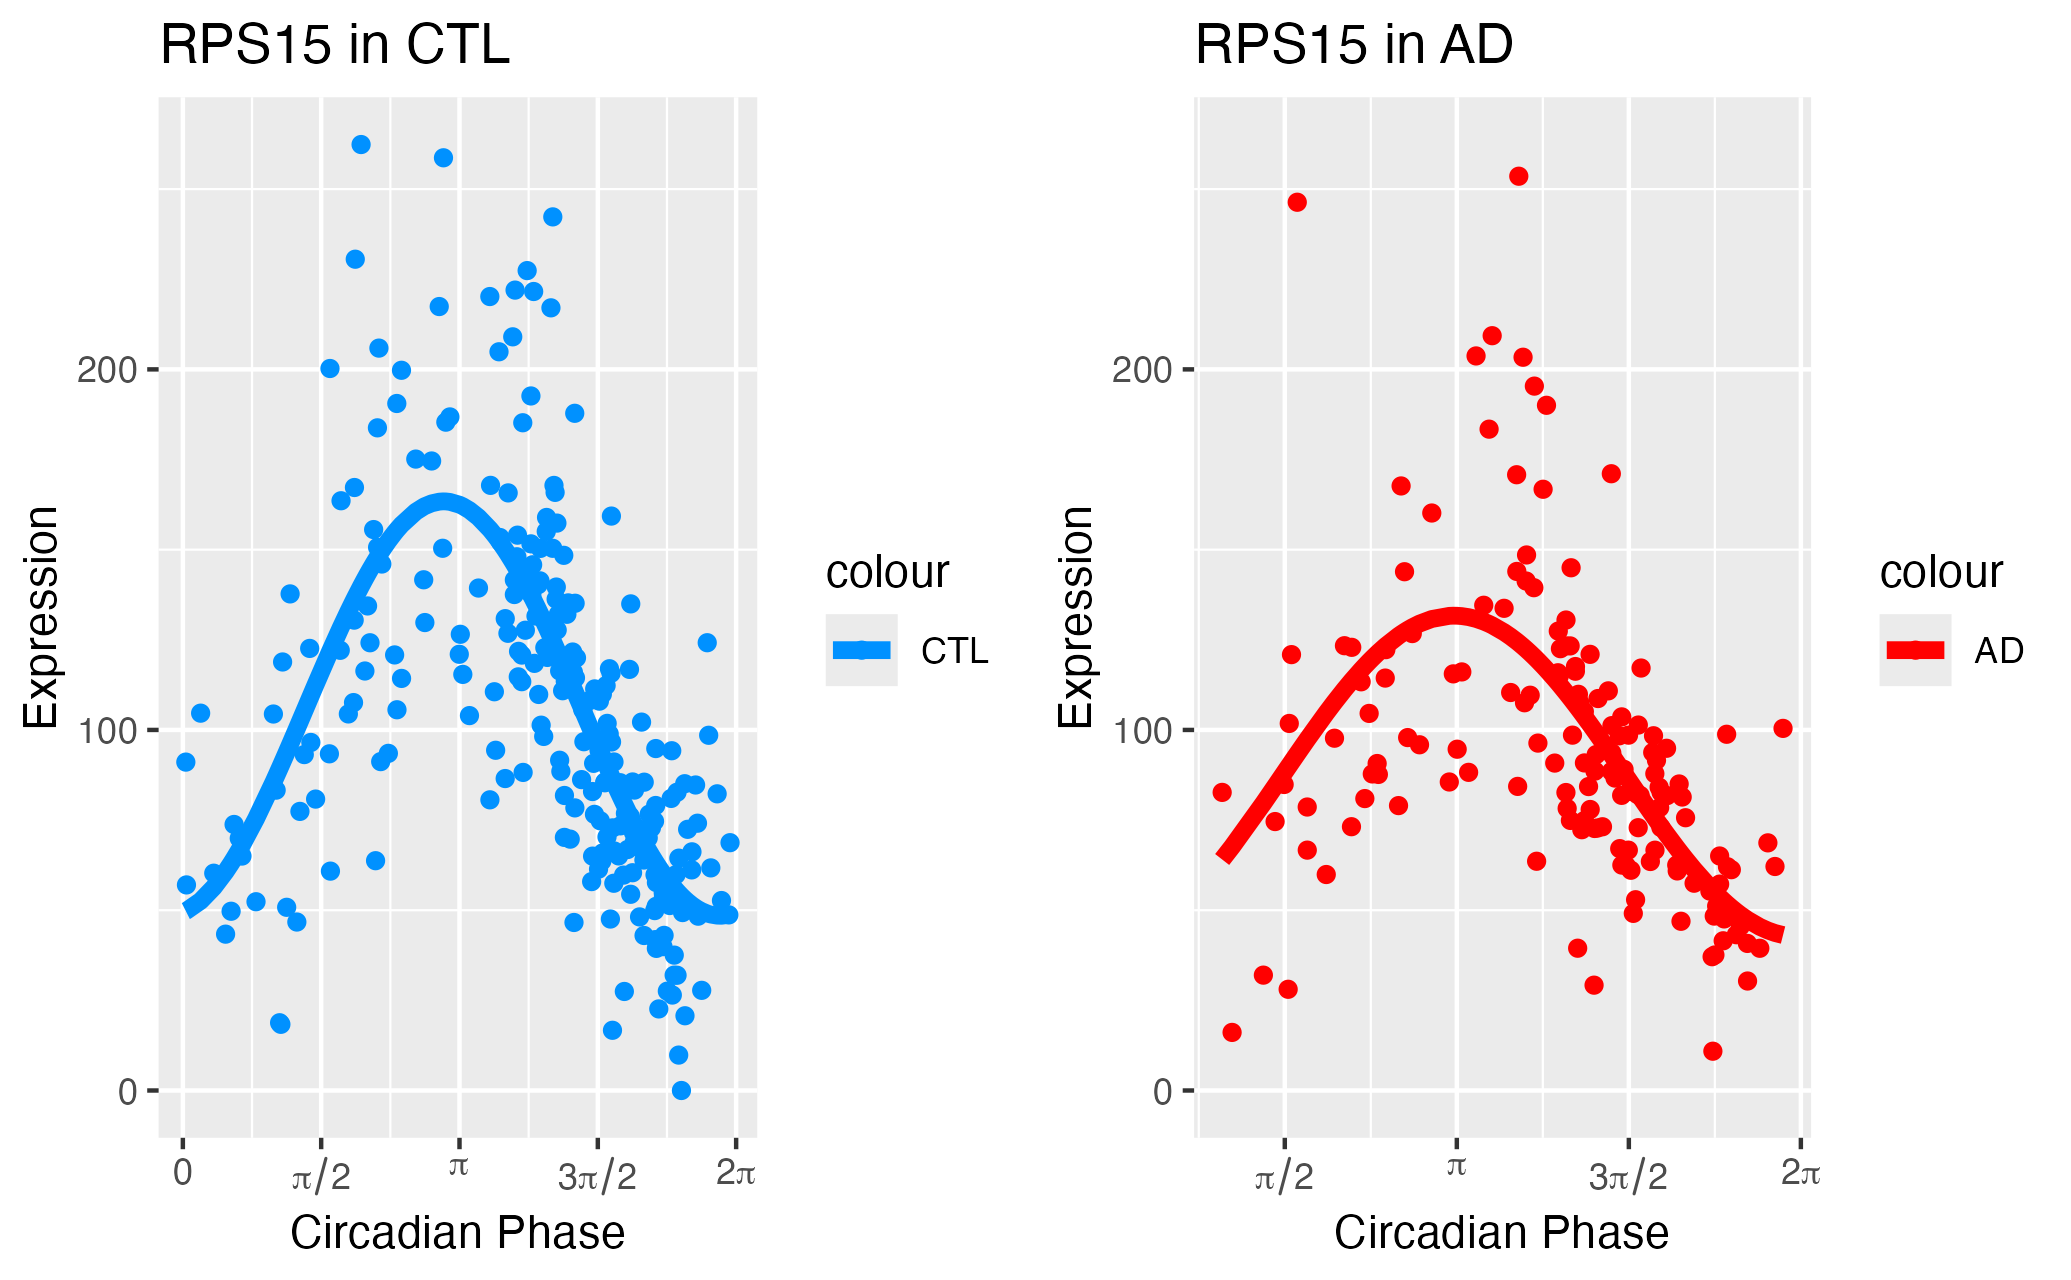 RPS15 in CTL
Expression
200
100
0
0
π/2
π
3π/2
2π
Circadian Phase
colour
CTL
RPS15 in AD
Expression
200
100
0
π/2
π
3π/2
2π
Circadian Phase
colour
AD